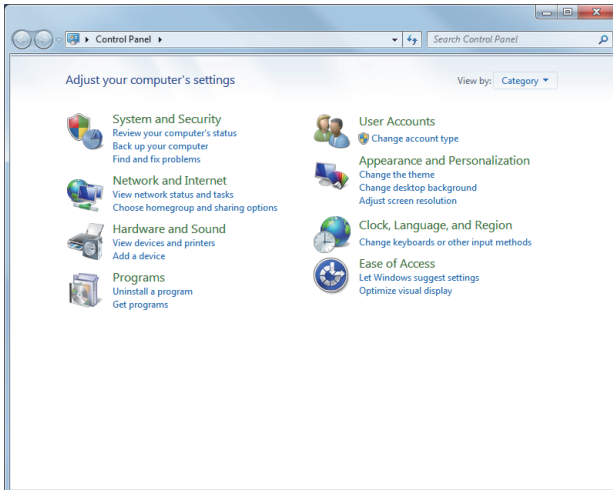 Control Panel
Search Control Panel
Adjust your computer's settings
View by: Category
System and Security
Review your computer's status
Back up your computer
Find and fix problems
Network and Internet
View network status and tasks
Choose homegroup and sharing options
Hardware and Sound
View devices and printers
Add a device
Programs
Uninstall a program
Get programs
User Accounts
Change account type
Appearance and Personalization
Change the theme
Change desktop background
Adjust screen resolution
Clock, Language, and Region
Change keyboards or other input methods
Ease of Access
Let Windows suggest settings
Optimize visual display